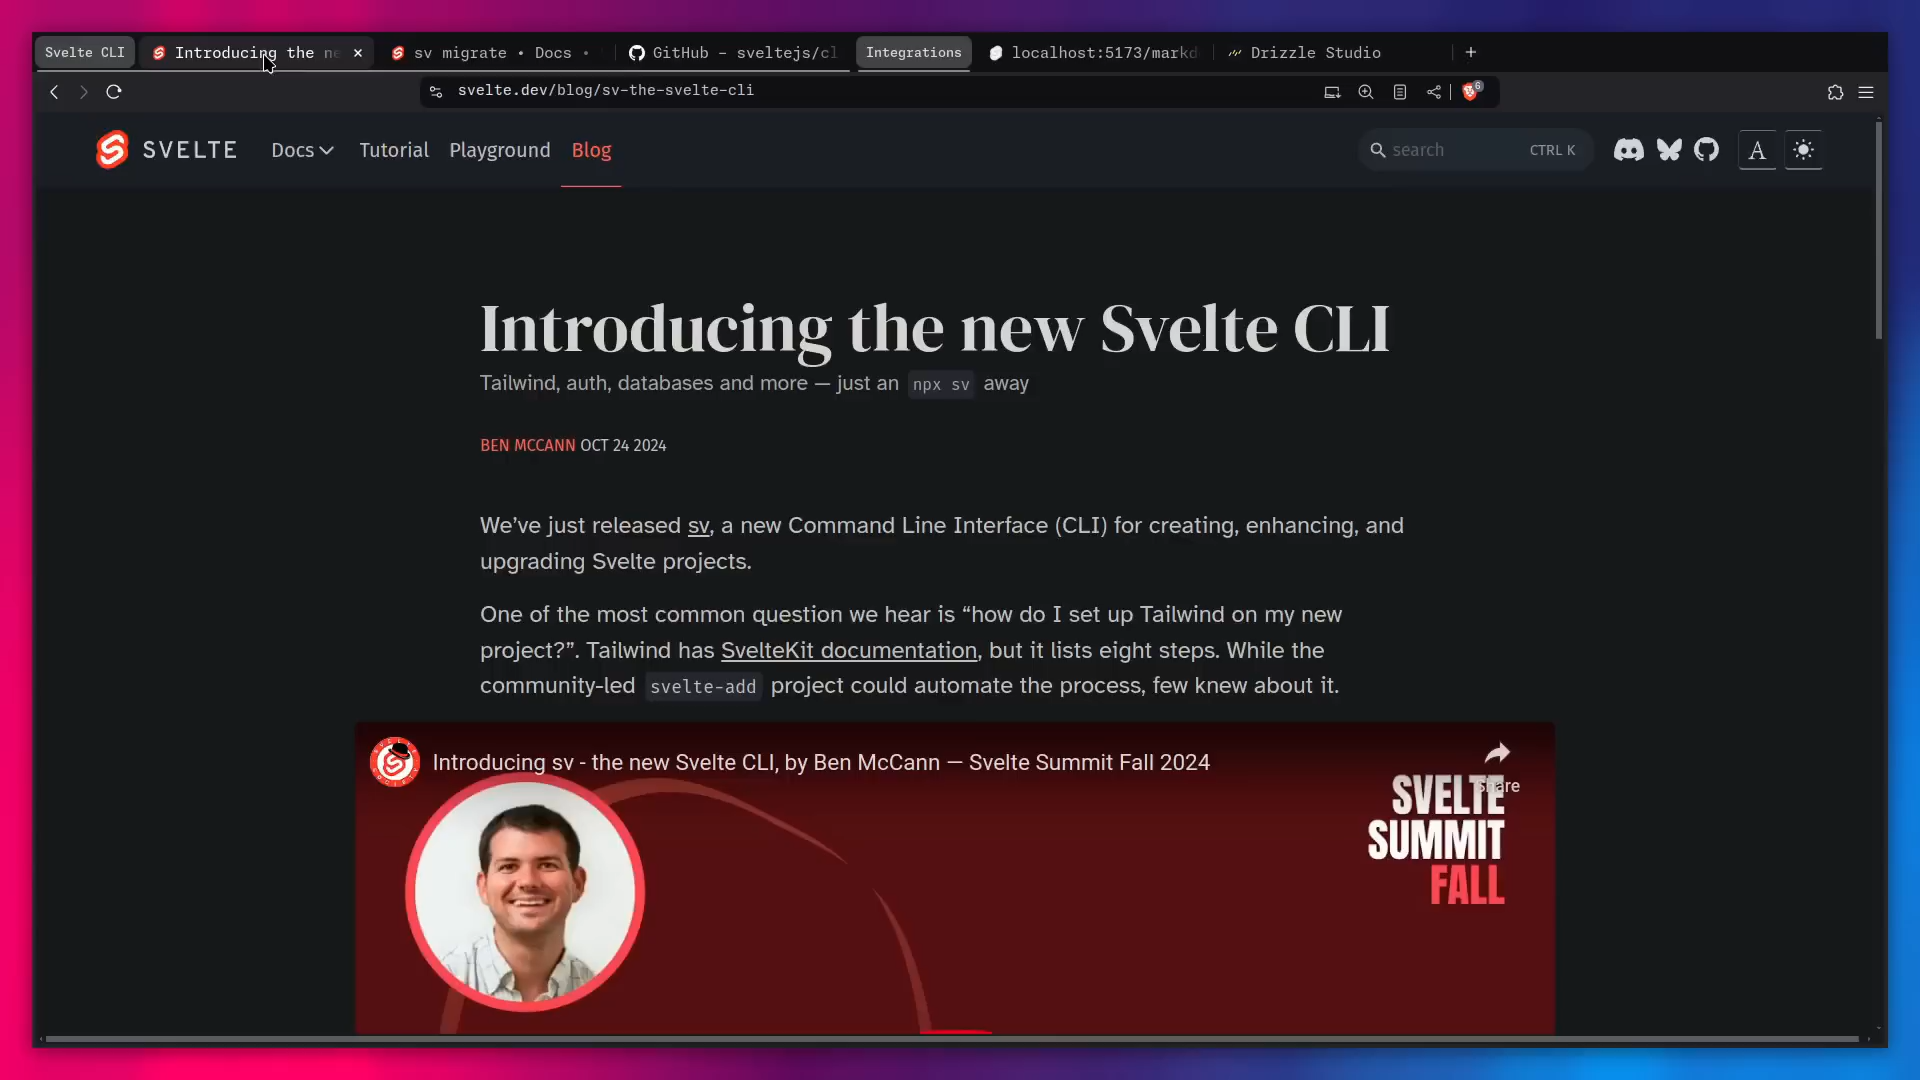 Svelte CLI
Introducing the ne
sv migrate • Docs •
GitHub - sveltejs/cl
Integrations
localhost:5173/markd
Drizzle Studio
svelte.dev/blog/sv-the-svelte-cli
6
SVELTE
Docs
Tutorial
Playground
Blog
search
CTRL K
A
Introducing the new Svelte CLI
Tailwind, auth, databases and more — just an npx sv away
BEN MCCANN OCT 24 2024
We’ve just released sv, a new Command Line Interface (CLI) for creating, enhancing, and
upgrading Svelte projects.
One of the most common question we hear is “how do I set up Tailwind on my new
project?”. Tailwind has SvelteKit documentation, but it lists eight steps. While the
community-led svelte-add project could automate the process, few knew about it.
Introducing sv - the new Svelte CLI, by Ben McCann — Svelte Summit Fall 2024
Share
SVELTE
SUMMIT
FALL